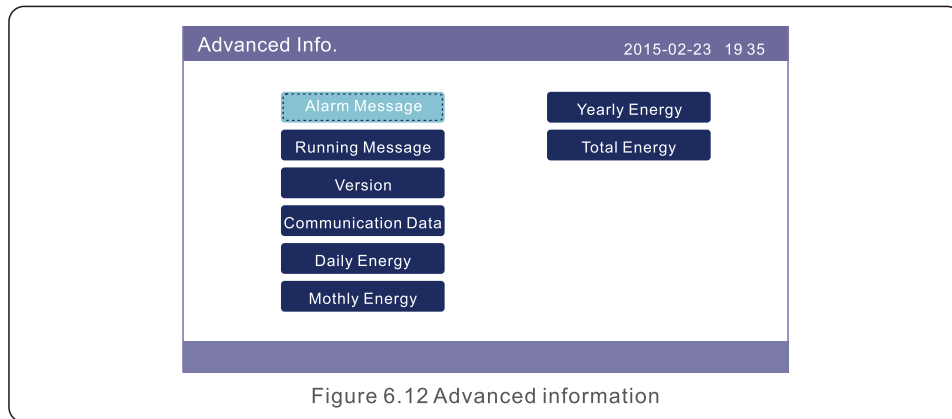 Advanced Info.
2015-02-23 19 35
Alarm Message
Running Message
Version
Communication Data
Daily Energy
Mothly Energy
Yearly Energy
Total Energy
Figure 6.12 Advanced information